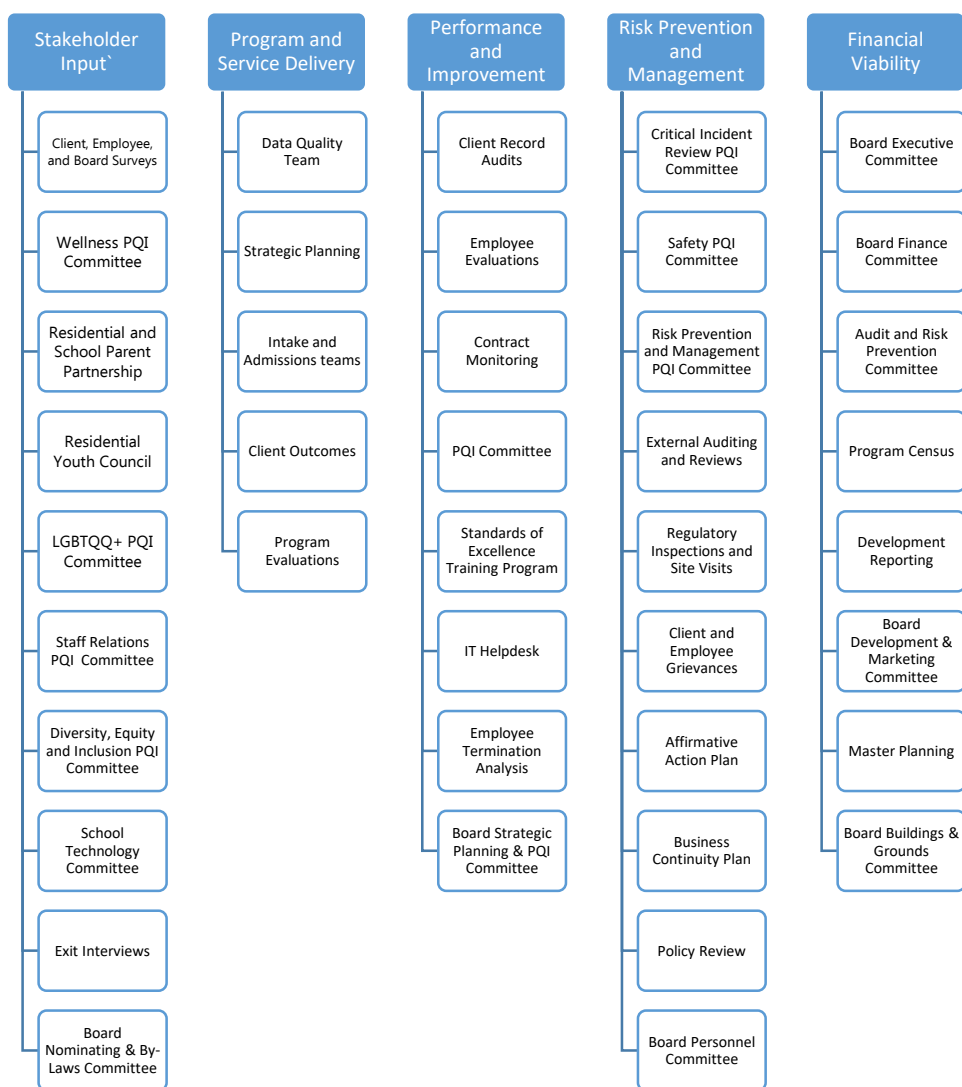 Stakeholder
Input`
Client, Employee,
and Board Surveys
Wellness PQI
Committee
Residential and
School Parent
Partnership
Residential
Youth Council
LGBTQQ+ PQI
Committee
Staff Relations
PQI Committee
Diversity, Equity
and Inclusion PQI
Committee
School
Technology
Committee
Exit Interviews
Board
Nominating & By-
Laws Committee
Program and
Service Delivery
Data Quality
Team
Strategic Planning
Intake and
Admissions teams
Client Outcomes
Program
Evaluations
Performance
and
Improvement
Client Record
Audits
Employee
Evaluations
Contract
Monitoring
PQI Committee
Standards of
Excellence
Training Program
IT Helpdesk
Employee
Termination
Analysis
Board Strategic
Planning & PQI
Committee
Risk Prevention
and
Management
Critical Incident
Review PQI
Committee
Safety PQI
Committee
Risk Prevention
and Management
PQI Committee
External Auditing
and Reviews
Regulatory
Inspections and
Site Visits
Client and
Employee
Grievances
Affirmative
Action Plan
Business
Continuity Plan
Policy Review
Board Personnel
Committee
Financial
Viability
Board Executive
Committee
Board Finance
Committee
Audit and Risk
Prevention
Committee
Program Census
Development
Reporting
Board
Development &
Marketing
Committee
Master Planning
Board Buildings &
Grounds
Committee